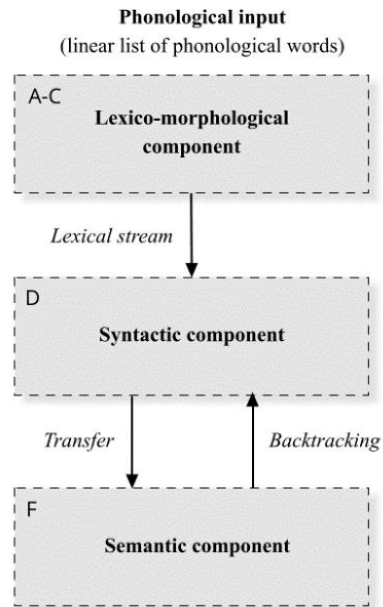 Phonological input
(linear list of phonological words)
A-C
Lexico-morphological
component
Lexical stream
D
Syntactic component
Transfer
Backtracking
F
Semantic component